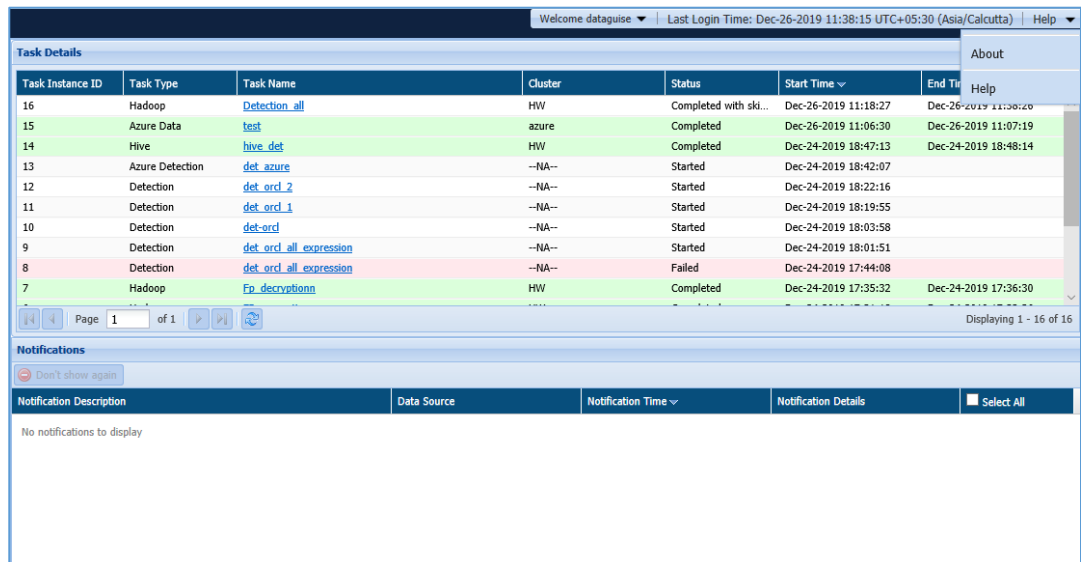 Welcome dataguise Last Login Time: Dec-26-2019 11:38:15 UTC+05:30 (Asia/Calcutta) Help
About
Help
Task Details
Task Instance ID Task Type Task Name Cluster Status Start Time End
16 Hadoop Detection_all HW Completed with ski... Dec-26-2019 11:18:27 Dec-26-2019 11:38:26
15 Azure Data test azure Completed Dec-26-2019 11:06:30 Dec-26-2019 11:07:19
14 Hive hive_det HW Completed Dec-24-2019 18:47:13 Dec-24-2019 18:48:14
13 Azure Detection det_azure --NA-- Started Dec-24-2019 18:42:07
12 Detection det_orcl_2 --NA-- Started Dec-24-2019 18:22:16
11 Detection det_orcl_1 --NA-- Started Dec-24-2019 18:19:55
10 Detection det-orcl --NA-- Started Dec-24-2019 18:03:58
9 Detection det_orcl_all_expression --NA-- Started Dec-24-2019 18:01:51
8 Detection det_orcl_all_expression --NA-- Failed Dec-24-2019 17:44:08
7 Hadoop Fp_decryptionn HW Completed Dec-24-2019 17:35:32 Dec-24-2019 17:36:30
Page 1 of 1 Displaying 1 - 16 of 16
Notifications
Don't show again
Notification Description Data Source Notification Time Notification Details Select All
No notifications to display